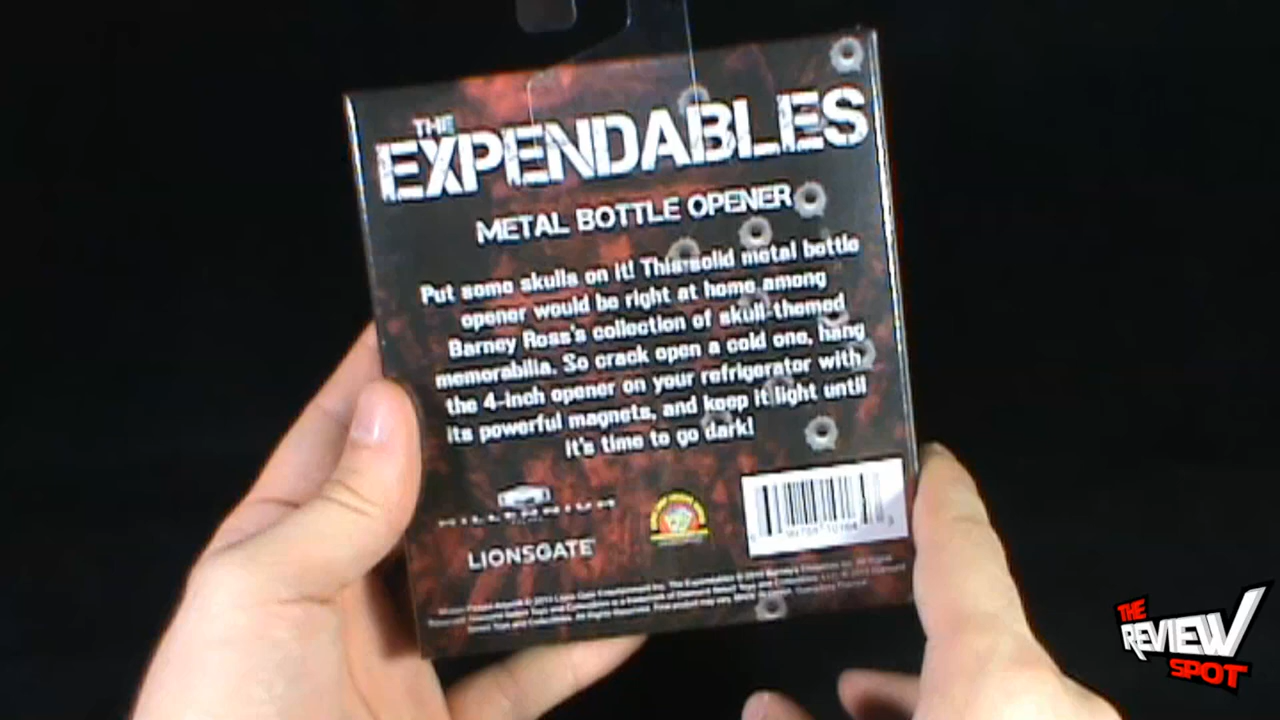 THE
EXPENDABLES
METAL BOTTLE OPENER
Put some skulls on it! This solid metal bottle
opener would be right at home among
Barney Ross's collection of skull-themed
memorabilia. So crack open a cold one, hang
the 4-inch opener on your refrigerator with
its powerful magnets, and keep it light until
it's time to go dark!
MILLENNIUM
LIONSGATE
THE
REVIEW
SPOT